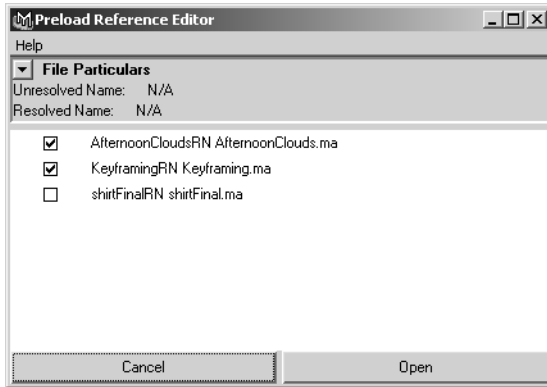 Preload Reference Editor
Help
File Particulars
Unresolved Name: N/A
Resolved Name: N/A
AfternoonCloudsRN AfternoonClouds.ma
KeyframingRN Keyframing.ma
shirtFinalRN shirtFinal.ma
Cancel Open